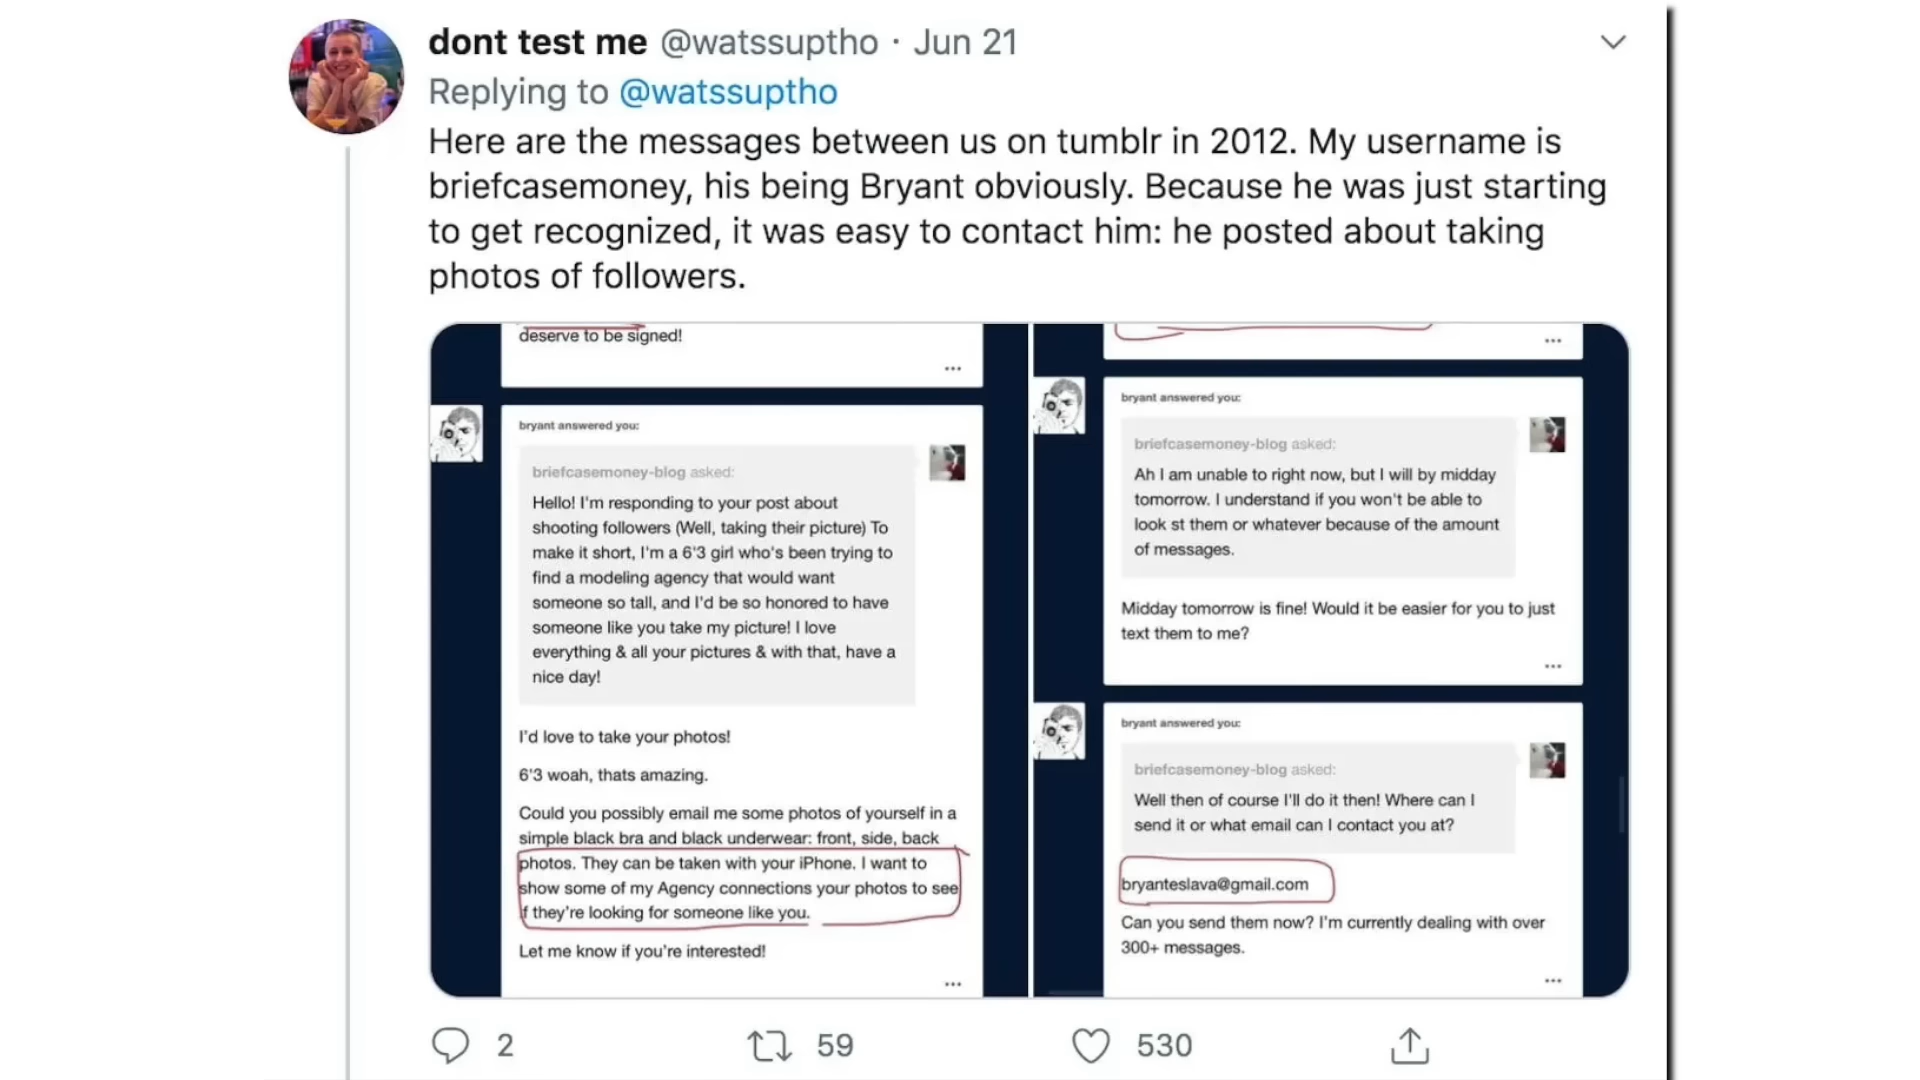 dont test me @watssuptho · Jun 21
Replying to @watssuptho
Here are the messages between us on tumblr in 2012. My username is
briefcasemoney, his being Bryant obviously. Because he was just starting
to get recognized, it was easy to contact him: he posted about taking
photos of followers.
deserve to be signed!
bryant answered you:
briefcasemoney-blog asked:
Hello! I'm responding to your post about
shooting followers (Well, taking their picture) To
make it short, I'm a 6'3 girl who's been trying to
find a modeling agency that would want
someone so tall, and I'd be so honored to have
someone like you take my picture! I love
everything & all your pictures & with that, have a
nice day!
I'd love to take your photos!
6'3 woah, thats amazing.
Could you possibly email me some photos of yourself in a
simple black bra and black underwear: front, side, back
photos. They can be taken with your iPhone. I want to
show some of my Agency connections your photos to see
if they're looking for someone like you.
Let me know if you're interested!
bryant answered you:
briefcasemoney-blog asked:
Ah I am unable to right now, but I will by midday
tomorrow. I understand if you won't be able to
look st them or whatever because of the amount
of messages.
Midday tomorrow is fine! Would it be easier for you to just
text them to me?
bryant answered you:
briefcasemoney-blog asked:
Well then of course I'll do it then! Where can I
send it or what email can I contact you at?
bryanteslava@gmail.com
Can you send them now? I'm currently dealing with over
300+ messages.
2 59 530